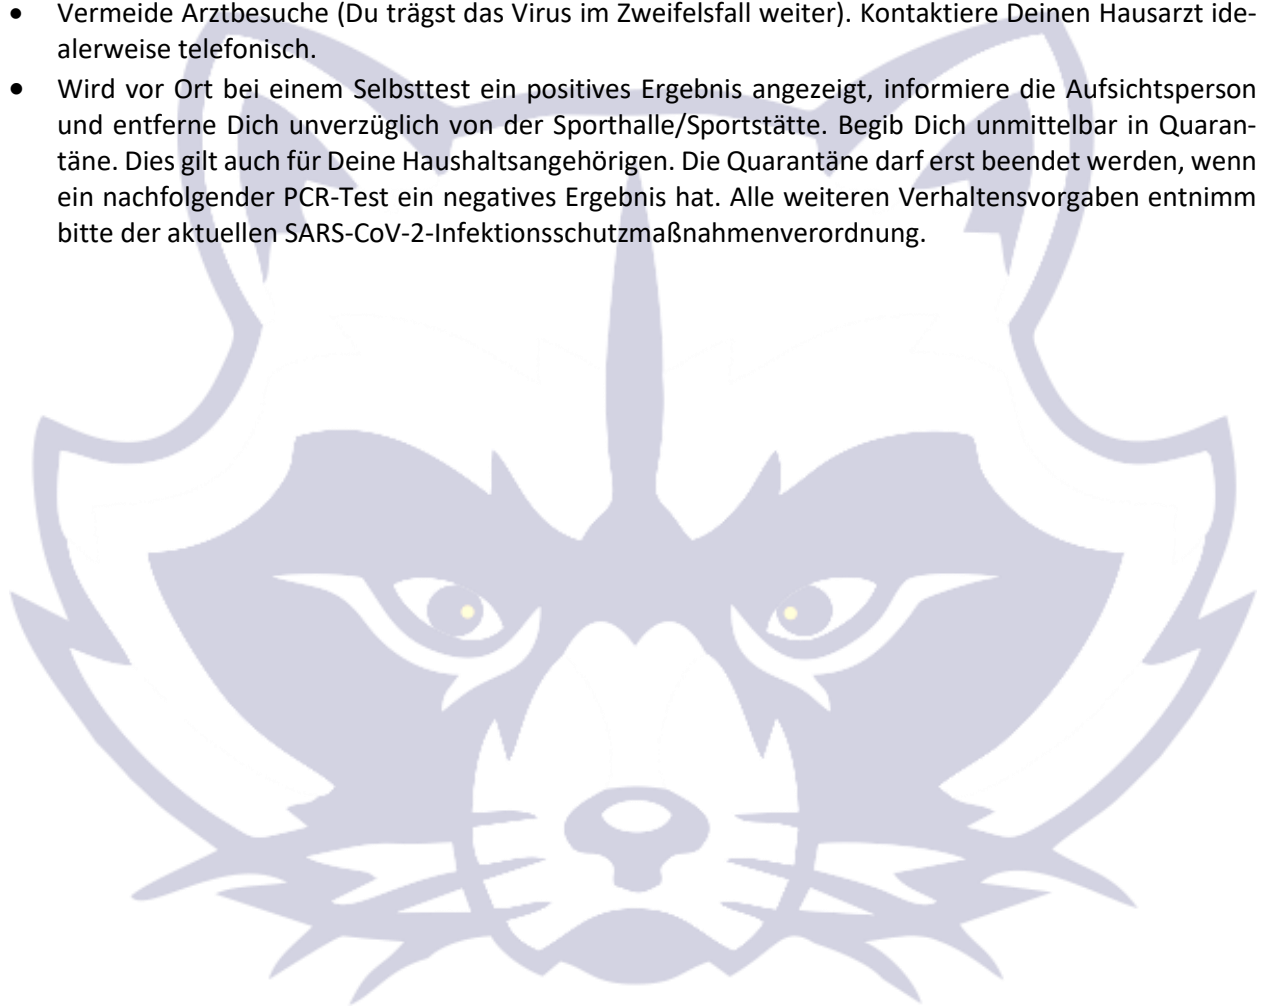 • Vermeide Arztbesuche (Du trägst das Virus im Zweifelsfall weiter). Kontaktiere Deinen Hausarzt ide-
alerweise telefonisch.
• Wird vor Ort bei einem Selbsttest ein positives Ergebnis angezeigt, informiere die Aufsichtsperson
und entferne Dich unverzüglich von der Sporthalle/Sportstätte. Begib Dich unmittelbar in Quaran-
täne. Dies gilt auch für Deine Haushaltsangehörigen. Die Quarantäne darf erst beendet werden, wenn
ein nachfolgender PCR-Test ein negatives Ergebnis hat. Alle weiteren Verhaltensvorgaben entnimm
bitte der aktuellen SARS-CoV-2-Infektionsschutzmaßnahmenverordnung.